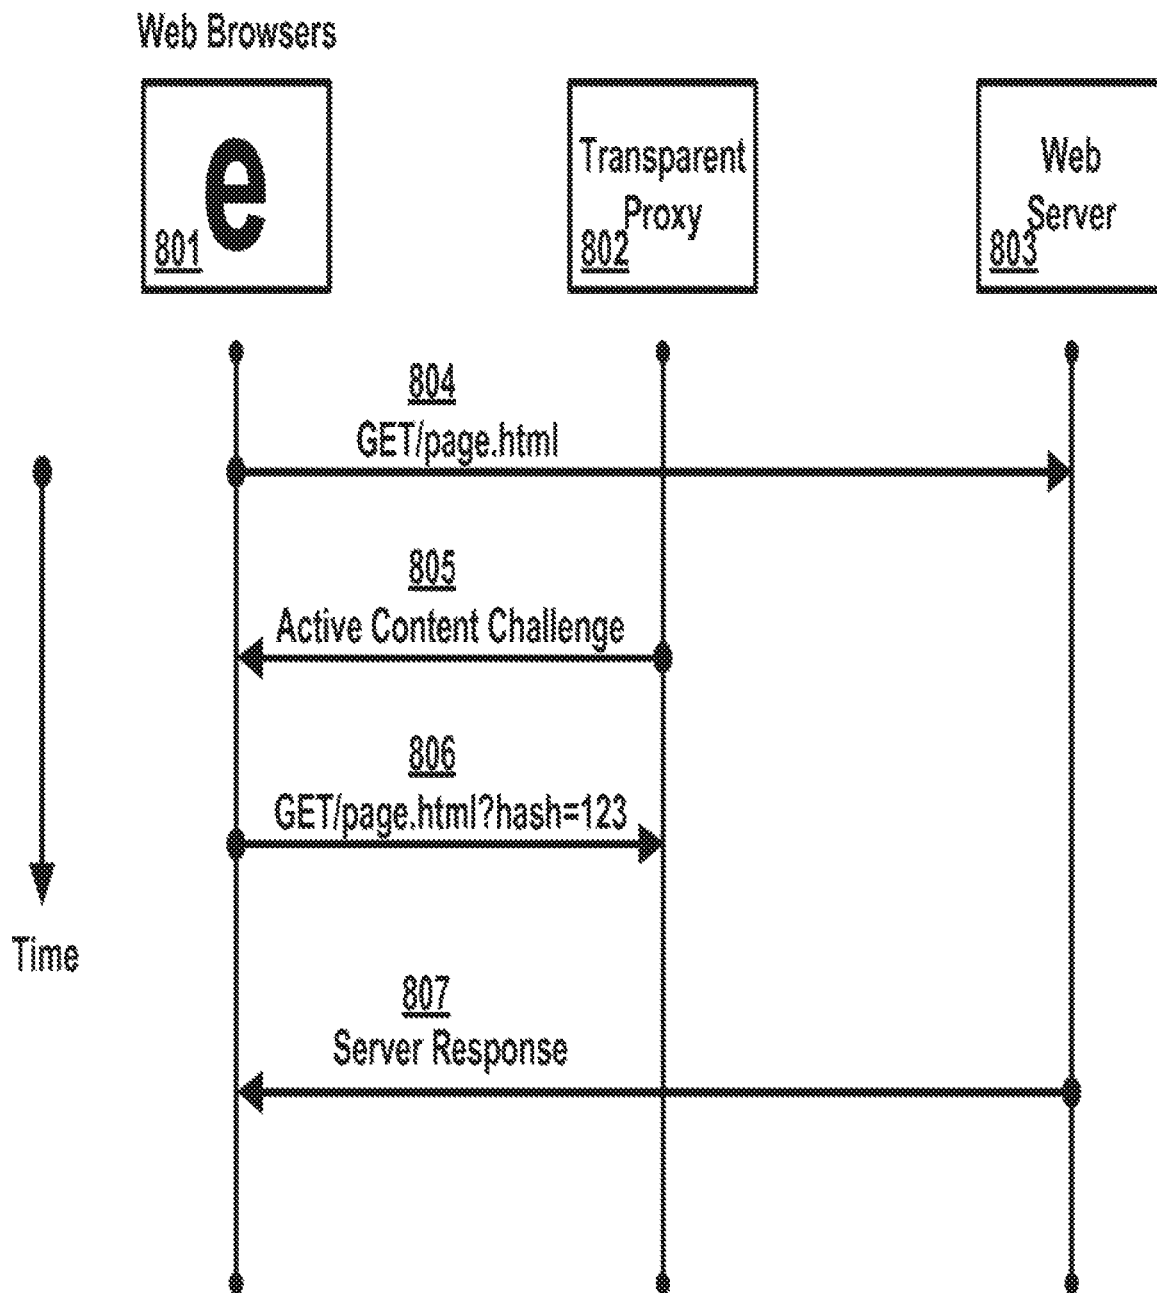 Web Browsers
e
801
Transparent
Proxy
802
Web
Server
803
804
GET/page.html
805
Active Content Challenge
806
GET/page.html?hash=123
Time
807
Server Response